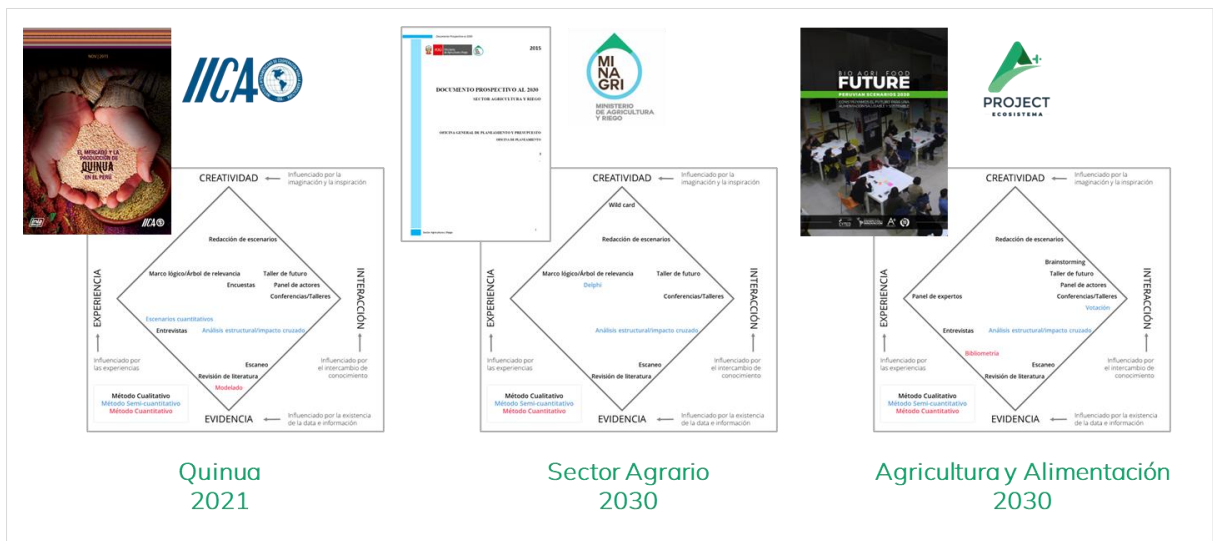 EL MERCADO Y LA
PRODUCCIÓN DE
QUINUA
EN EL PERÚ
IICA
IICA
CREATIVIDAD
Influenciado por la
imaginación y la inspiración
Redacción de escenarios
Marco lógico/Árbol de relevancia
Taller de futuro
Encuestas
Panel de actores
Conferencias/Talleres
EXPERIENCIA
INTERACCIÓN
Escenarios cuantitativos
Entrevistas
Análisis estructural/impacto cruzado
Influenciado por
las experiencias
Influenciado por
el intercambio de
conocimiento
Escaneo
Revisión de literatura
Modelado
Método Cualitativo
Método Semi-cuantitativo
Método Cuantitativo
EVIDENCIA
Influenciado por la existencia
de la data e información
Quinua
2021
2015
DOCUMENTO PROSPECTIVO AL 2030
SECTOR AGRICULTURA Y RIEGO
OFICINA GENERAL DE PLANEAMIENTO Y PRESUPUESTO
OFICINA DE PLANEAMIENTO
MI
NA
GRI
MINISTERIO
DE AGRICULTURA
Y RIEGO
CREATIVIDAD
Influenciado por la
imaginación y la inspiración
Wild card
Redacción de escenarios
Marco lógico/Árbol de relevancia
Taller de futuro
Delphi
Conferencias/Talleres
EXPERIENCIA
INTERACCIÓN
Análisis estructural/impacto cruzado
Influenciado por
las experiencias
Influenciado por
el intercambio de
conocimiento
Escaneo
Revisión de literatura
Método Cualitativo
Método Semi-cuantitativo
Método Cuantitativo
EVIDENCIA
Influenciado por la existencia
de la data e información
Sector Agrario
2030
BIO AGRI FOOD
FUTURE
PERUVIAN SCENARIOS 2030
A+
PROJECT
ECOSISTEMA
CREATIVIDAD
Influenciado por la
imaginación y la inspiración
Redacción de escenarios
Brainstorming
Taller de futuro
Panel de actores
Panel de expertos
Conferencias/Talleres
Votación
EXPERIENCIA
INTERACCIÓN
Entrevistas
Análisis estructural/impacto cruzado
Bibliometría
Influenciado por
las experiencias
Influenciado por
el intercambio de
conocimiento
Escaneo
Revisión de literatura
Método Cualitativo
Método Semi-cuantitativo
Método Cuantitativo
EVIDENCIA
Influenciado por la existencia
de la data e información
Agricultura y Alimentación
2030